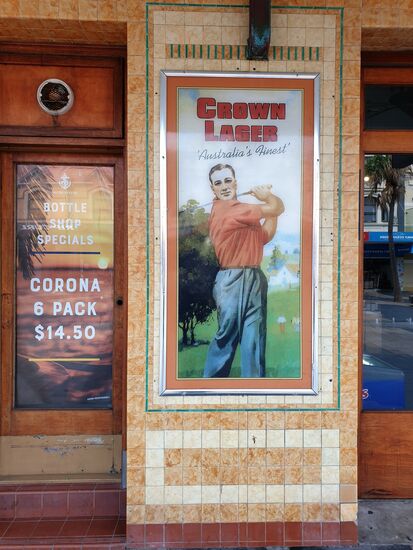 CROWN
LAGER
'Australia's Finest'
BOTTLE
SHOP
SPECIALS
CORONA
6 PACK
$14.50